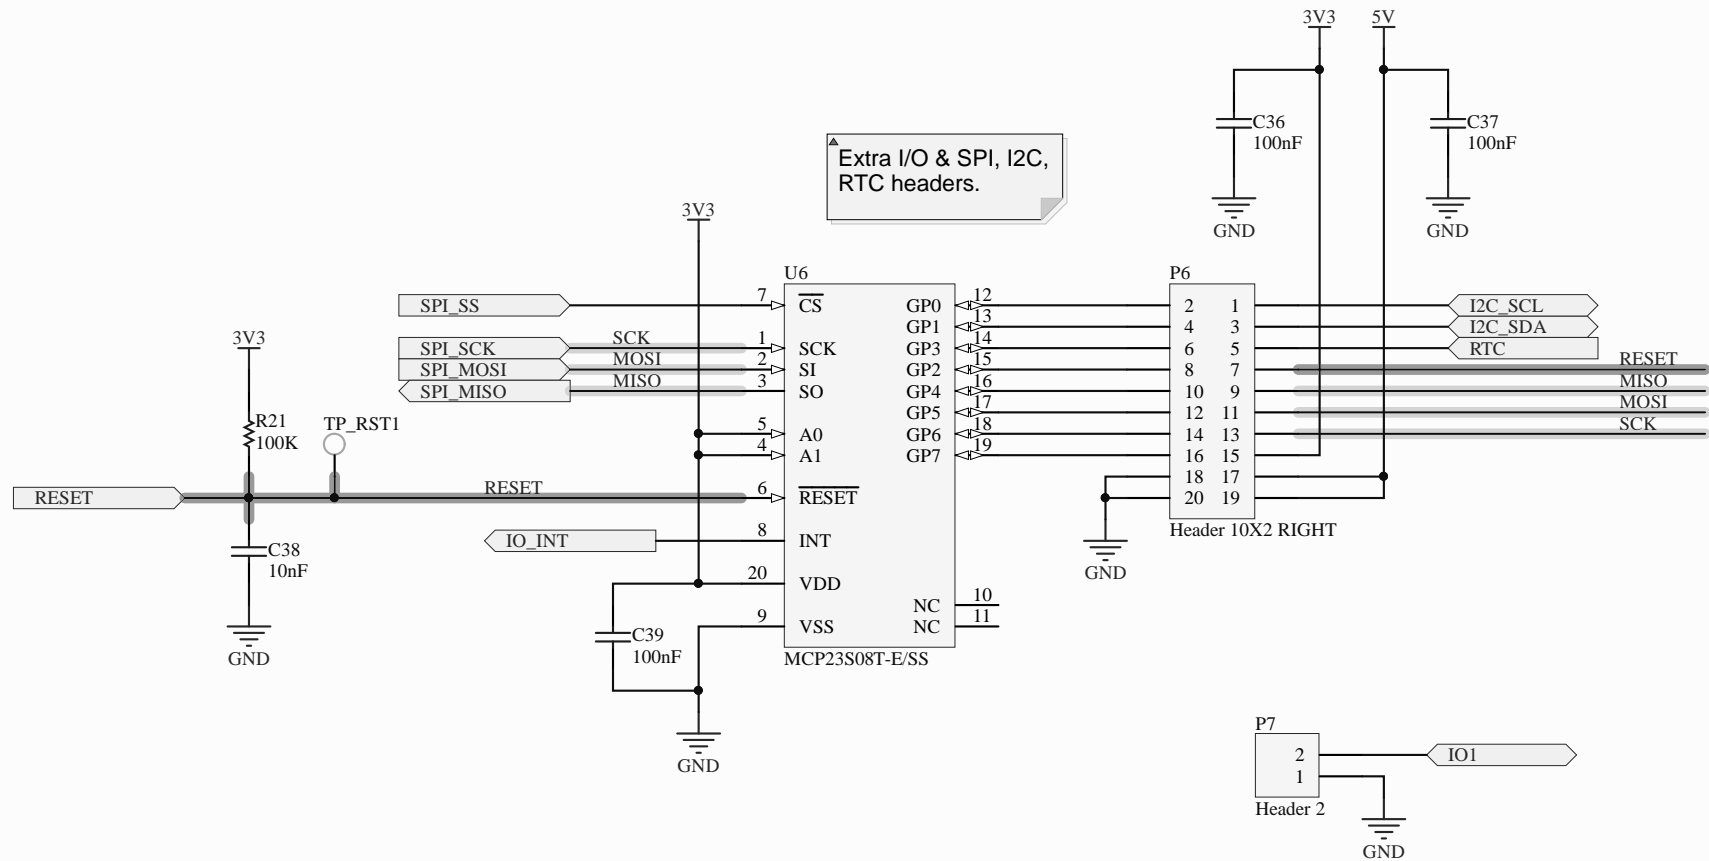 3V3 5V
C36
100nF
C37
100nF
GND GND
Extra I/O & SPI, I2C,
RTC headers.
3V3
U6
P6
SPI_SS 7 CS GP0 12 2 1 I2C_SCL
GP1 13 4 3 I2C_SDA
SPI_SCK SCK 1 SCK GP3 14 6 5 RTC
SPI_MOSI MOSI 2 SI GP2 15 8 7 RESET
SPI_MISO MISO 3 SO GP4 16 10 9 MISO
GP5 17 12 11 MOSI
5 A0 GP6 18 14 13 SCK
4 A1 GP7 19 16 15
18 17
20 19
Header 10X2 RIGHT
GND
3V3
R21
100K
TP_RST1
RESET RESET 6 RESET
IO_INT 8 INT
C38
10nF
GND
20 VDD
NC 10
9 VSS NC 11
C39
100nF
MCP23S08T-E/SS
GND
P7
2 IO1
1
Header 2
GND